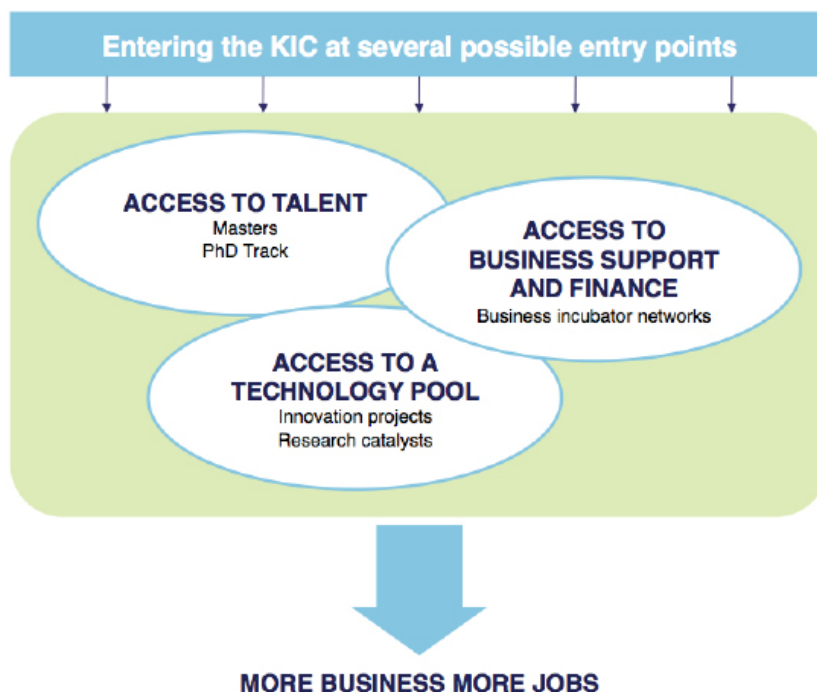 Entering the KIC at several possible entry points
ACCESS TO TALENT
Masters
PhD Track
ACCESS TO
BUSINESS SUPPORT
AND FINANCE
Business incubator networks
ACCESS TO A
TECHNOLOGY POOL
Innovation projects
Research catalysts
MORE BUSINESS MORE JOBS